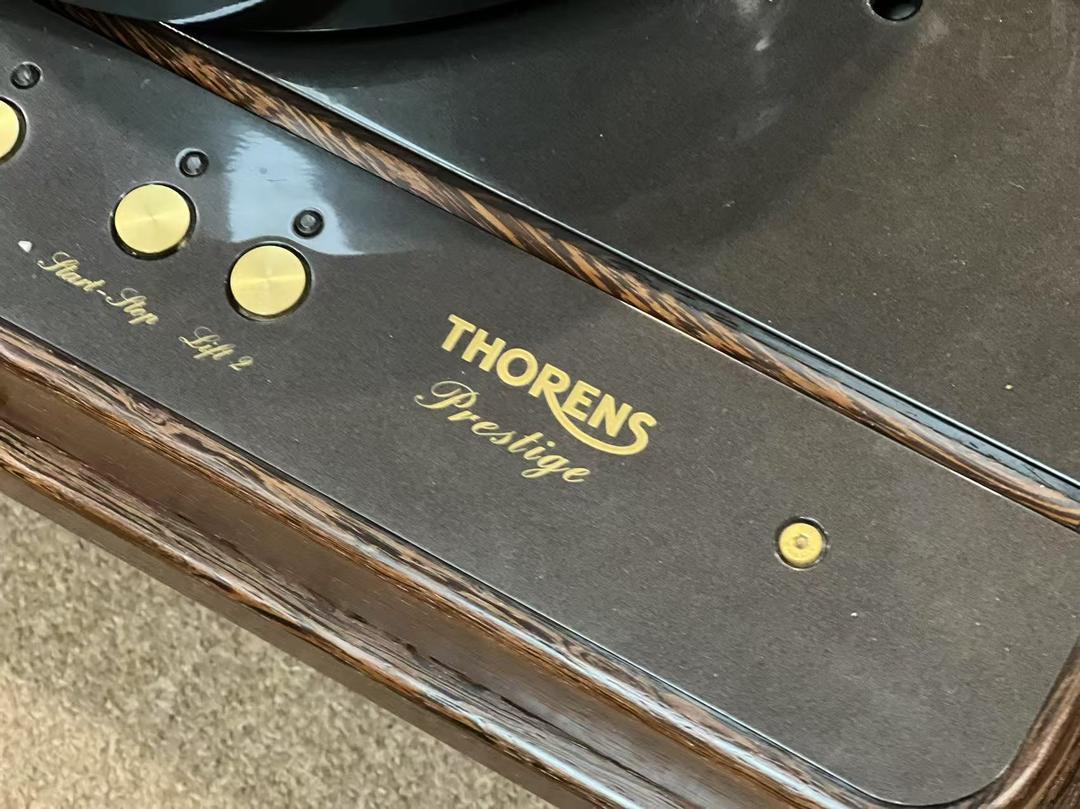 Start-Stop
Lift 2
THORENS
Prestige